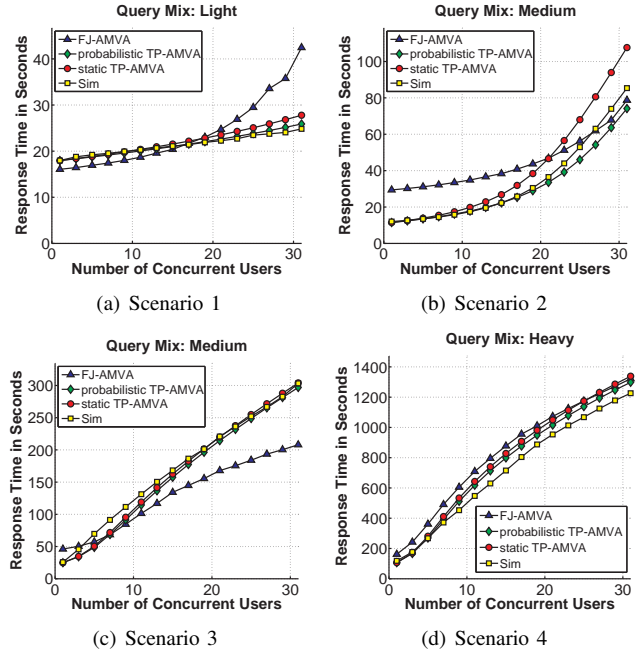 Query Mix: Light
FJ-AMVA
probabilistic TP-AMVA
static TP-AMVA
Sim
Response Time in Seconds
40
30
20
10
0
0 10 20 30
Number of Concurrent Users
(a) Scenario 1
Query Mix: Medium
FJ-AMVA
probabilistic TP-AMVA
static TP-AMVA
Sim
Response Time in Seconds
100
80
60
40
20
0
0 10 20 30
Number of Concurrent Users
(b) Scenario 2
Query Mix: Medium
FJ-AMVA
probabilistic TP-AMVA
static TP-AMVA
Sim
Response Time in Seconds
300
250
200
150
100
50
0
0 10 20 30
Number of Concurrent Users
(c) Scenario 3
Query Mix: Heavy
Response Time in Seconds
1400
1200
1000
800
600
400
200
0
FJ-AMVA
probabilistic TP-AMVA
static TP-AMVA
Sim
0 10 20 30
Number of Concurrent Users
(d) Scenario 4